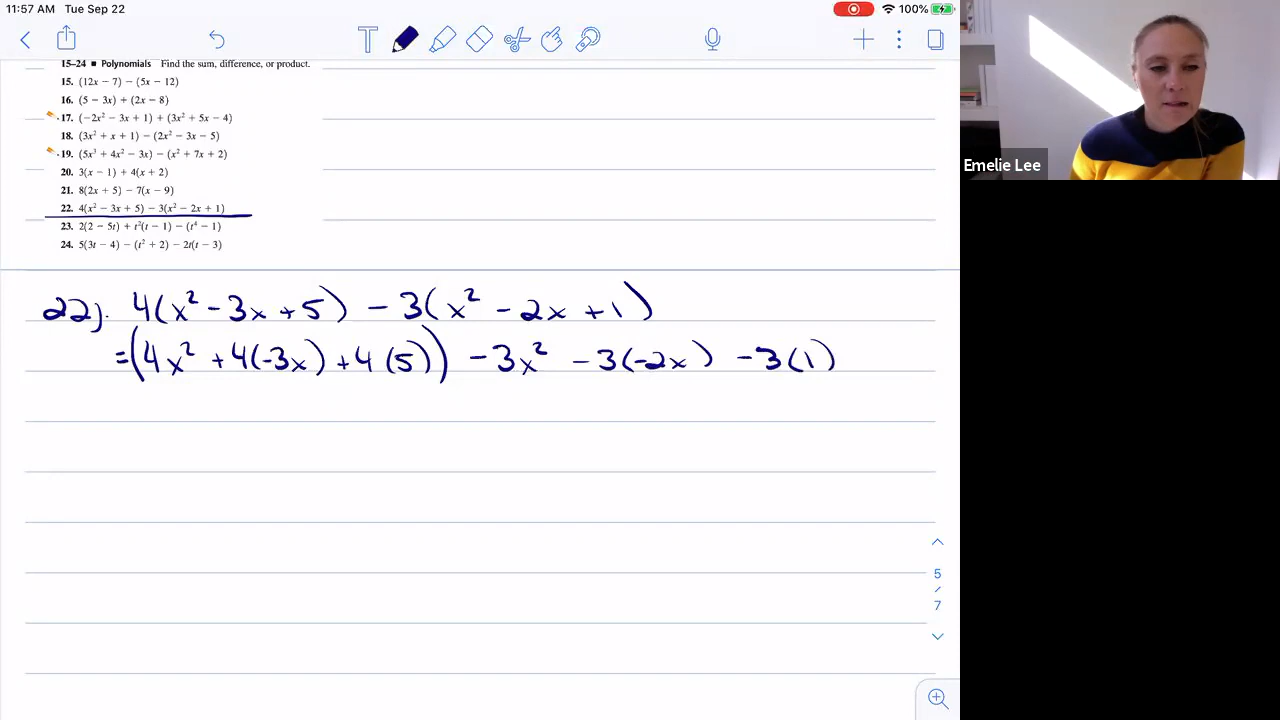 11:57 AM Tue Sep 22
100%
15–24 ■ Polynomials Find the sum, difference, or product.
15. (12x − 7) − (5x − 12)
16. (5 − 3x) + (2x − 8)
17. (−2x² − 3x + 1) + (3x² + 5x − 4)
18. (3x² + x + 1) − (2x² − 3x − 5)
19. (5x³ + 4x² − 3x) − (x² + 7x + 2)
20. 3(x − 1) + 4(x + 2)
21. 8(2x + 5) − 7(x − 9)
22. 4(x² − 3x + 5) − 3(x² − 2x + 1)
23. 2(2 − 5t) + t²(t − 1) − (t⁴ − 1)
24. 5(3t − 4) − (t² + 2) − 2t(t − 3)
22). 4(x² − 3x + 5) − 3(x² − 2x + 1)
= (4x² + 4(−3x) + 4(5)) − 3x² − 3(−2x) − 3(1)
5
/
7
Emelie Lee